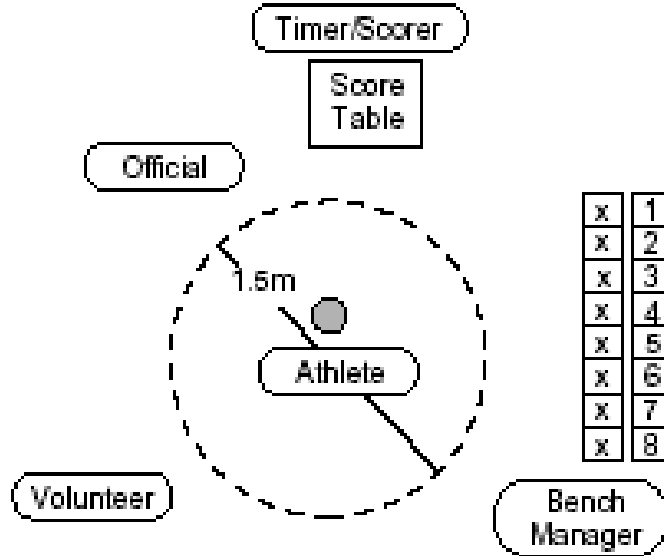 Timer/Scorer
Score
Table
Official
1.5m
Athlete
x 1
x 2
x 3
x 4
x 5
x 6
x 7
x 8
Volunteer
Bench
Manager